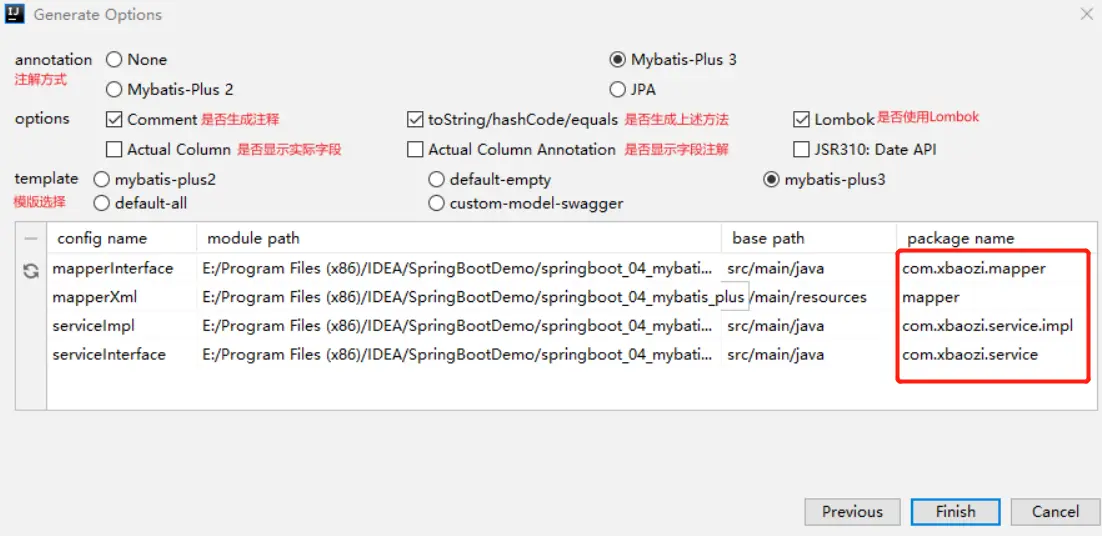 IJ Generate Options
annotation None Mybatis-Plus 3
注解方式
Mybatis-Plus 2 JPA
options Comment 是否生成注释 toString/hashCode/equals 是否生成上述方法 Lombok 是否使用Lombok
Actual Column 是否显示实际字段 Actual Column Annotation 是否显示字段注解 JSR310: Date API
template mybatis-plus2 default-empty mybatis-plus3
模版选择 default-all custom-model-swagger
config name module path base path package name
mapperInterface E:/Program Files (x86)/IDEA/SpringBootDemo/springboot_04_mybati... src/main/java com.xbaozi.mapper
mapperXml E:/Program Files (x86)/IDEA/SpringBootDemo/springboot_04_mybatis_plus /main/resources mapper
serviceImpl E:/Program Files (x86)/IDEA/SpringBootDemo/springboot_04_mybati... src/main/java com.xbaozi.service.impl
serviceInterface E:/Program Files (x86)/IDEA/SpringBootDemo/springboot_04_mybati... src/main/java com.xbaozi.service
Previous Finish Cancel